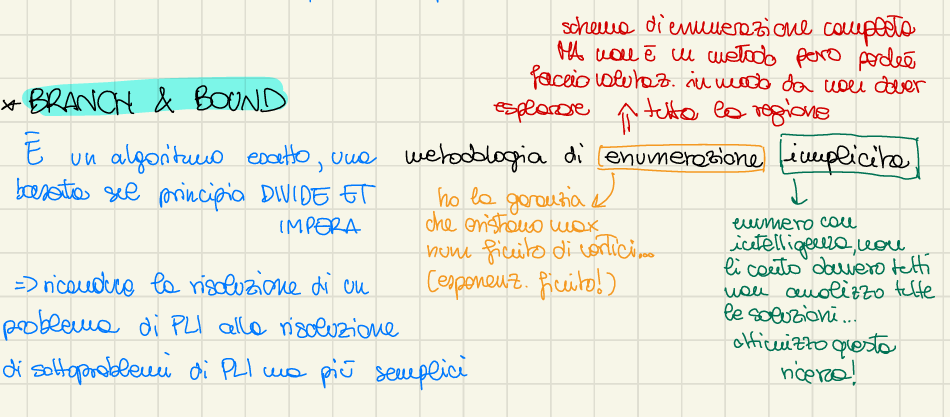 schema di enumerazione completa
MA non è un metodo puro perché
faccio valutaz. in modo da non dover
esplorare tutta la regione
* BRANCH & BOUND
È un algoritmo esatto, una metodologia di enumerazione implicita
basata sul principio DIVIDE ET
IMPERA
ho la garanzia
che esistano max
num finito di vertici...
(esponenz. finito!)
enumero con
intelligenza, non
li conto davvero tutti
non analizzo tutte
le soluzioni...
ottimizzo questa
ricerca!
=> riconduce la risoluzione di un
problema di PLI alla risoluzione
di sottoproblemi di PLI ma più semplici